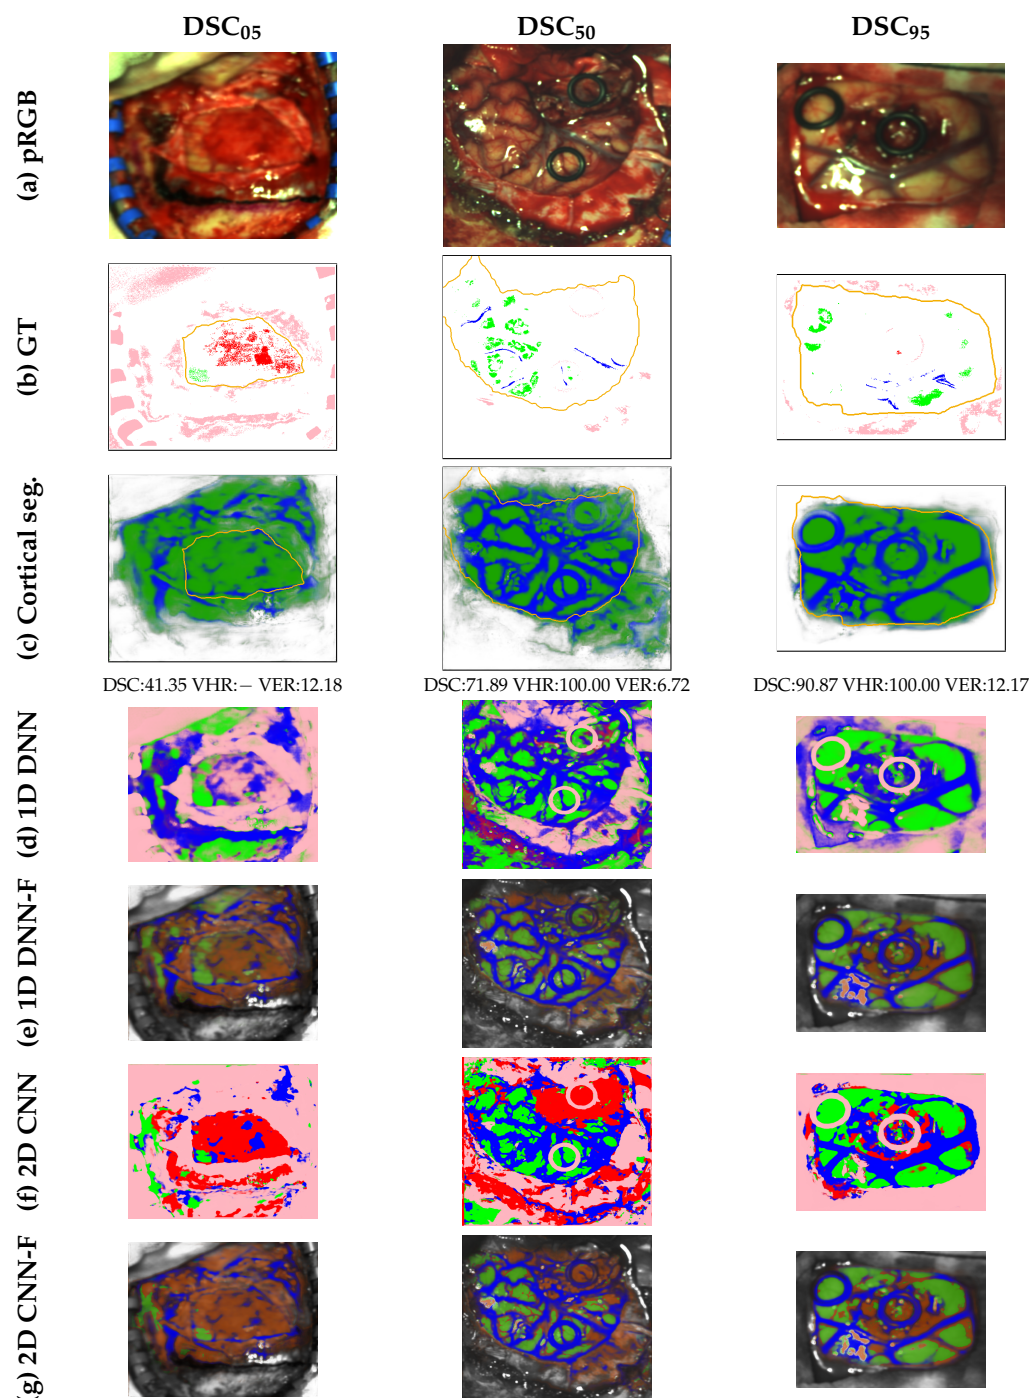 DSC05 DSC50 DSC95
(a) pRGB
(b) GT
(c) Cortical seg.
DSC:41.35 VHR:− VER:12.18 DSC:71.89 VHR:100.00 VER:6.72 DSC:90.87 VHR:100.00 VER:12.17
(d) 1D DNN
(e) 1D DNN-F
(f) 2D CNN
(g) 2D CNN-F